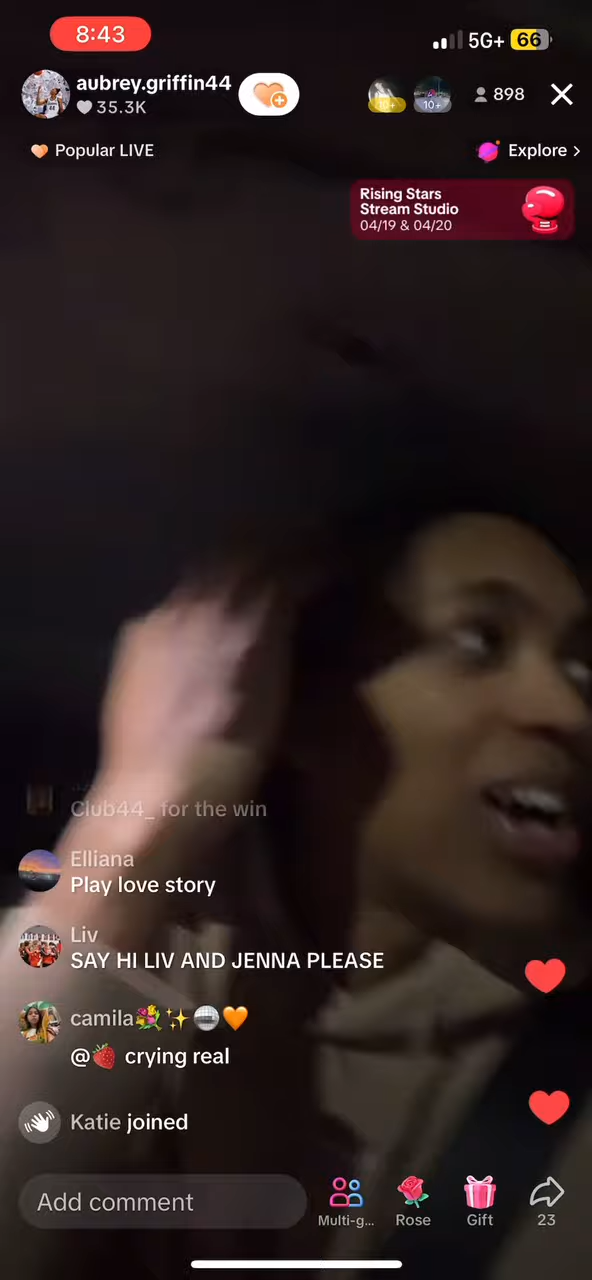 8:43
5G+
66
aubrey.griffin44
35.3K
10+
10+
898
Popular LIVE
Explore >
Rising Stars
Stream Studio
04/19 & 04/20
Club44_ for the win
Elliana
Play love story
Liv
SAY HI LIV AND JENNA PLEASE
camila
@🍓 crying real
Katie joined
Add comment
Multi-g...
Rose
Gift
23